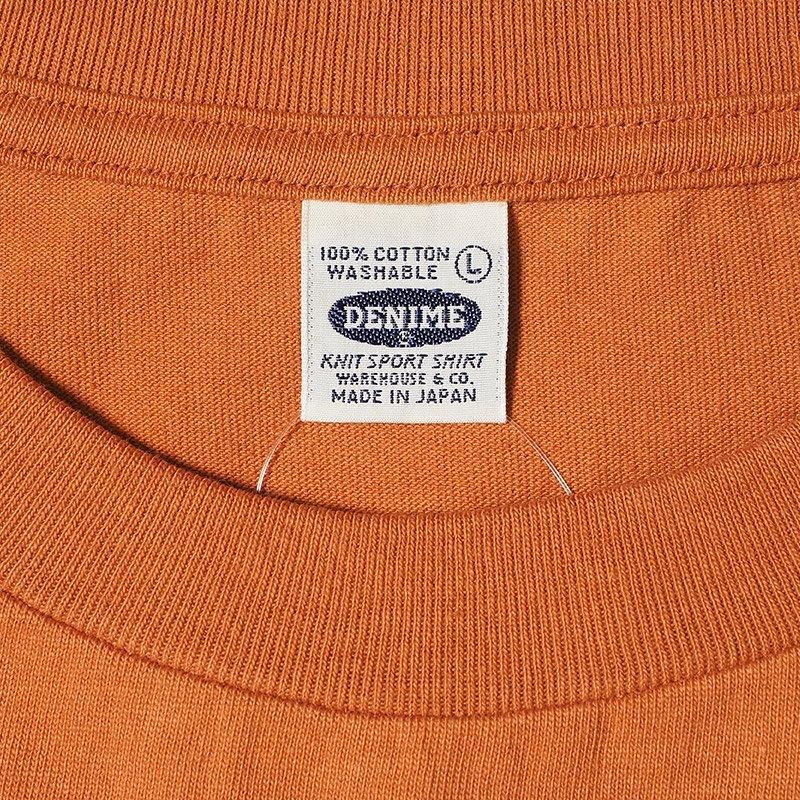 100% COTTON
WASHABLE
L
DENIME
KNIT SPORT SHIRT
WAREHOUSE & CO.
MADE IN JAPAN